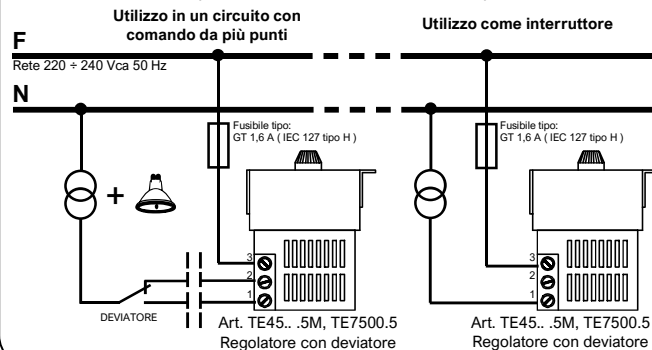 Utilizzo in un circuito con
comando da più punti
Utilizzo come interruttore
F
Rete 220 ÷ 240 Vca 50 Hz
N
Fusibile tipo:
GT 1,6 A ( IEC 127 tipo H )
+
3
2
1
DEVIATORE
Art. TE45.. .5M, TE7500.5
Regolatore con deviatore
Fusibile tipo:
GT 1,6 A ( IEC 127 tipo H )
3
2
1
Art. TE45.. .5M, TE7500.5
Regolatore con deviatore